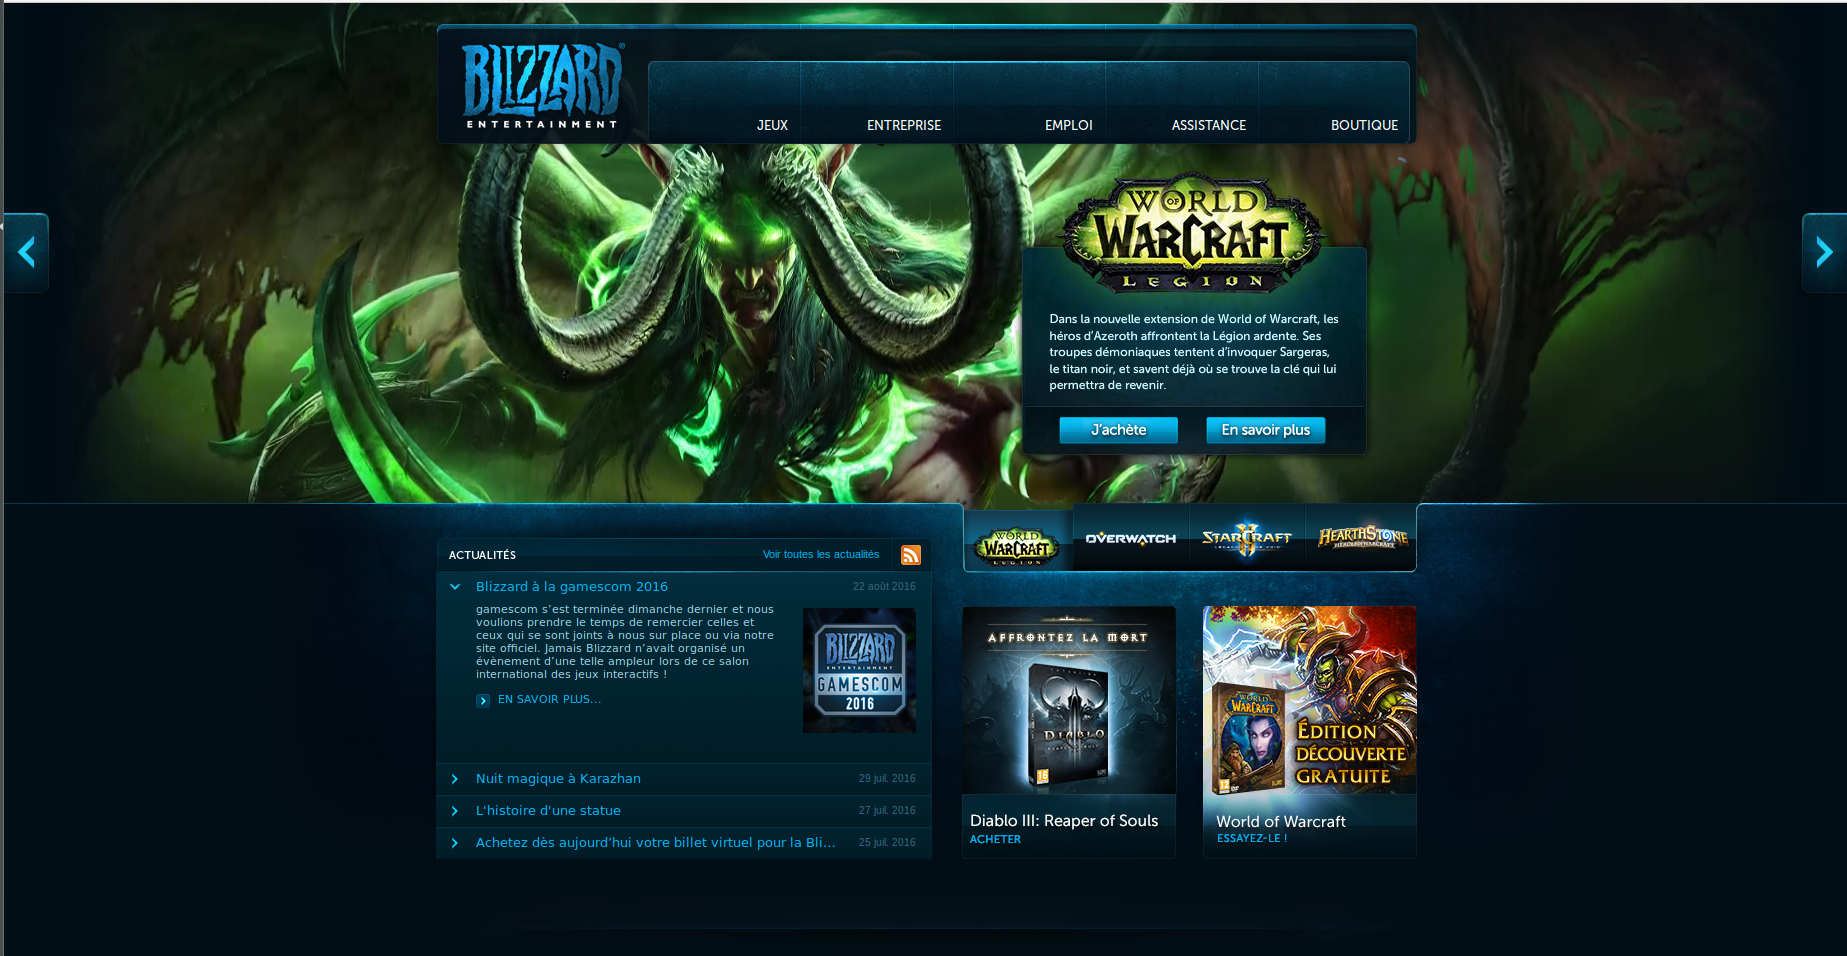 BLIZZARD®
ENTERTAINMENT
JEUX
ENTREPRISE
EMPLOI
ASSISTANCE
BOUTIQUE
WORLD
OF
WARCRAFT
LEGION
Dans la nouvelle extension de World of Warcraft, les
héros d’Azeroth affrontent la Légion ardente. Ses
troupes démoniaques tentent d’invoquer Sargeras,
le titan noir, et savent déjà où se trouve la clé qui lui
permettra de revenir.
J’achète
En savoir plus
WORLD
WARCRAFT
LEGION
OVERWATCH
STARCRAFT
II
HEARTHSTONE
HEROES OF WARCRAFT
ACTUALITÉS
Voir toutes les actualités
Blizzard à la gamescom 2016
22 août 2016
gamescom s’est terminée dimanche dernier et nous
voulions prendre le temps de remercier celles et
ceux qui se sont joints à nous sur place ou via notre
site officiel. Jamais Blizzard n’avait organisé un
évènement d’une telle ampleur lors de ce salon
international des jeux interactifs !
EN SAVOIR PLUS...
BLIZZARD
ENTERTAINMENT
GAMESCOM
2016
Nuit magique à Karazhan
29 juil. 2016
L'histoire d'une statue
27 juil. 2016
Achetez dès aujourd’hui votre billet virtuel pour la Bli...
25 juil. 2016
AFFRONTEZ LA MORT
DIABLO
16
Diablo III: Reaper of Souls
ACHETER
WORLD
WARCRAFT
12
ÉDITION
DÉCOUVERTE
GRATUITE
World of Warcraft
ESSAYEZ-LE !